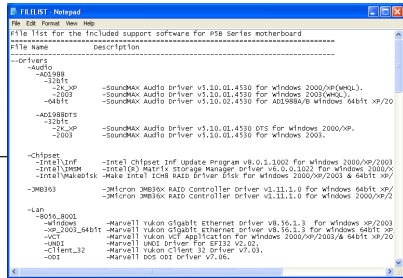 FILELIST - Notepad
File Edit Format View Help
File list for the included support software for P5B Series motherboard
File Name Description
--Drivers
-Audio
-AD1988
-32bit
-2K_XP -SoundMAX Audio Driver v5.10.01.4530 for Windows 2000/XP(WHQL).
-2003 -SoundMAX Audio Driver v5.10.01.4530 for Windows 2003(WHQL).
-64bit -SoundMAX Audio Driver v5.10.02.4530 for AD1988A/B Windows 64bit XP/20
-AD1988DTS
-32bit
-2K_XP -SoundMAX Audio Driver v5.10.01.4530 DTS for Windows 2000/XP.
-2003 -SoundMAX Audio Driver v5.10.01.4530 for Windows 2003.
-Chipset
-Intel\Inf -Intel Chipset Inf Update Program v8.0.1.1002 for Windows 2000/XP/2003
-Intel\IMSM -Intel(R) Matrix Storage Manager Driver v6.0.0.1022 for Windows 2000/X
-Intel\Makedisk -Make Intel ICH8 RAID Driver Disk for Windows 2000/XP/2003 & 64bit XP/
-JMB363 -JMicron JMB36X RAID Controller Driver v1.11.1.0 for Windows 64bit XP/
-JMicron JMB36X RAID Controller Driver v1.11.1.0 for Windows 2000/XP/2
-Lan
-8056_8001
-Windows -Marvell Yukon Gigabit Ethernet Driver v8.56.1.3 for Windows XP/2003
-XP_2003_64bit -Marvell Yukon Gigabit Ethernet Driver v8.56.1.3 for Windows 64bit XP
-VCT -Marvell Yukon VCT Application for Windows 2000/XP/2003/& 64bit XP/20
-UNDI -Marvell UNDI Driver for EFI32 v2.02.
-Client_32 -Marvell Yukon Client 32 Driver v7.03.
-ODI -Marvell DOS ODI Driver v7.06.